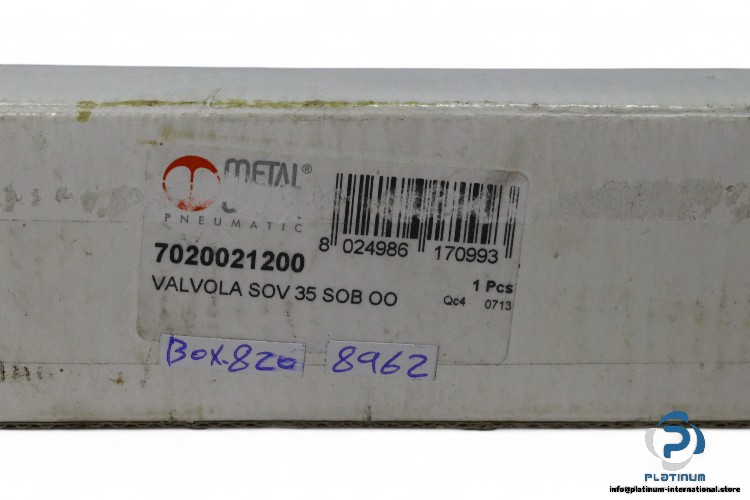 METAL®
PNEUMATIC
8 024986 170993
7020021200
VALVOLA SOV 35 SOB OO
1 Pcs
Qc4 0713
BOX-820 8962
PLATINUM
info@platinum-international.store